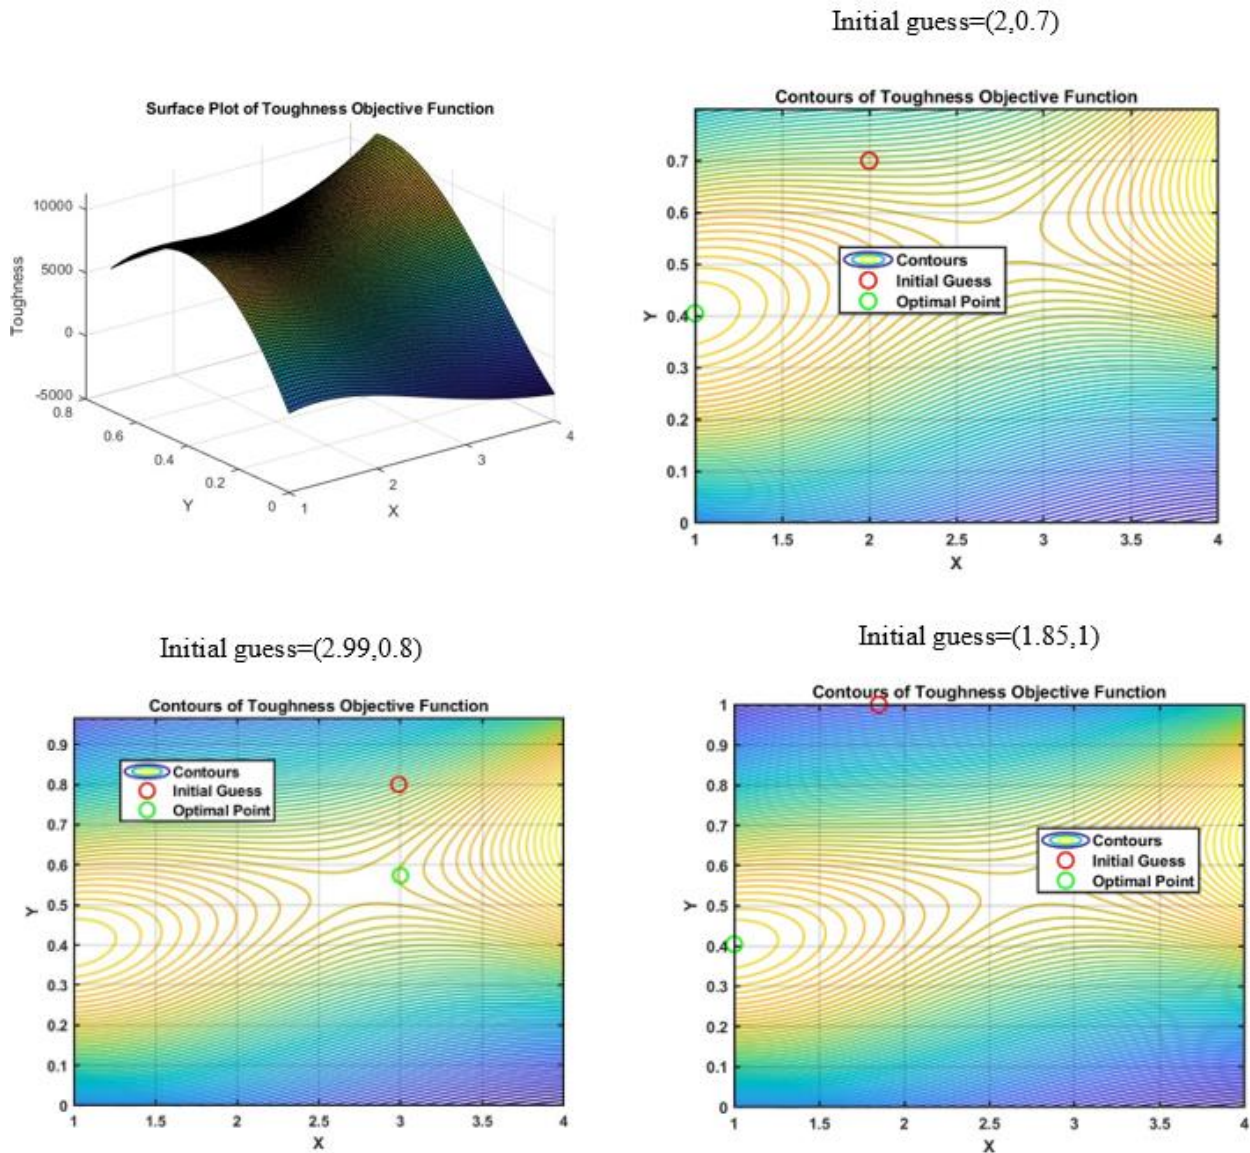 Initial guess=(2,0.7)
Surface Plot of Toughness Objective Function
10000
5000
0
-5000
Toughness
0.8
0.6
0.4
0.2
0
Y
1
2
3
4
X
Contours of Toughness Objective Function
0.7
0.6
0.5
0.4
0.3
0.2
0.1
0
Y
Contours
Initial Guess
Optimal Point
1
1.5
2
2.5
3
3.5
4
X
Initial guess=(2.99,0.8)
Contours of Toughness Objective Function
0.9
0.8
0.7
0.6
0.5
0.4
0.3
0.2
0.1
0
Y
Contours
Initial Guess
Optimal Point
1
1.5
2
2.5
3
3.5
4
X
Initial guess=(1.85,1)
Contours of Toughness Objective Function
1
0.9
0.8
0.7
0.6
0.5
0.4
0.3
0.2
0.1
0
Y
Contours
Initial Guess
Optimal Point
1
1.5
2
2.5
3
3.5
4
X